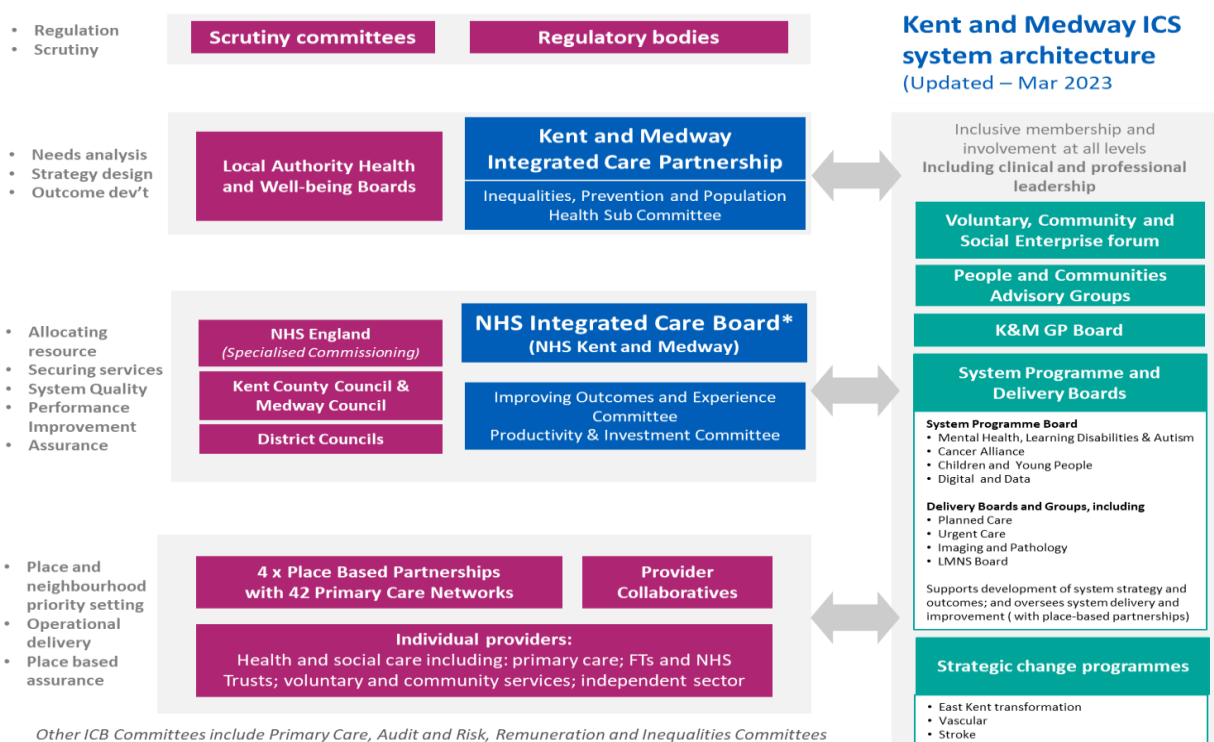 • Regulation
• Scrutiny
Scrutiny committees
Regulatory bodies
Kent and Medway ICS
system architecture
(Updated – Mar 2023
• Needs analysis
• Strategy design
• Outcome dev't
Local Authority Health
and Well-being Boards
Kent and Medway
Integrated Care Partnership
Inequalities, Prevention and Population
Health Sub Committee
Inclusive membership and
involvement at all levels
Including clinical and professional
leadership
Voluntary, Community and
Social Enterprise forum
People and Communities
Advisory Groups
K&M GP Board
• Allocating
resource
• Securing services
• System Quality
• Performance
Improvement
• Assurance
NHS England
(Specialised Commissioning)
Kent County Council &
Medway Council
District Councils
NHS Integrated Care Board*
(NHS Kent and Medway)
Improving Outcomes and Experience
Committee
Productivity & Investment Committee
System Programme and
Delivery Boards
System Programme Board
• Mental Health, Learning Disabilities & Autism
• Cancer Alliance
• Children and Young People
• Digital and Data
Delivery Boards and Groups, including
• Planned Care
• Urgent Care
• Imaging and Pathology
• LMNS Board
Supports development of system strategy and
outcomes; and oversees system delivery and
improvement ( with place-based partnerships)
• Place and
neighbourhood
priority setting
• Operational
delivery
• Place based
assurance
4 x Place Based Partnerships
with 42 Primary Care Networks
Provider
Collaboratives
Individual providers:
Health and social care including: primary care; FTs and NHS
Trusts; voluntary and community services; independent sector
Strategic change programmes
• East Kent transformation
• Vascular
• Stroke
Other ICB Committees include Primary Care, Audit and Risk, Remuneration and Inequalities Committees